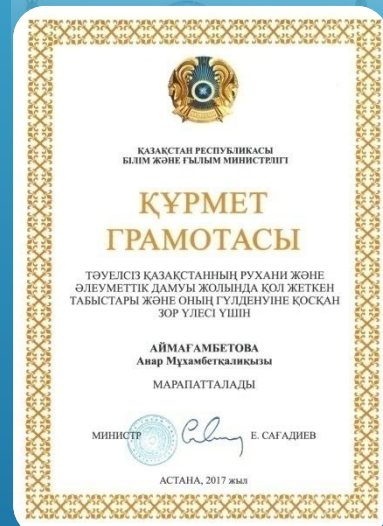 ҚАЗАҚСТАН РЕСПУБЛИКАСЫ
БІЛІМ ЖӘНЕ ҒЫЛЫМ МИНИСТРЛІГІ
ҚҰРМЕТ
ГРАМОТАСЫ
ТӘУЕЛСІЗ ҚАЗАҚСТАННЫҢ РУХАНИ ЖӘНЕ
ӘЛЕУМЕТТІК ДАМУЫ ЖОЛЫНДА ҚОЛ ЖЕТКЕН
ТАБЫСТАРЫ ЖӘНЕ ОНЫҢ ГҮЛДЕНУІНЕ ҚОСҚАН
ЗОР ҮЛЕСІ ҮШІН
АЙМАҒАМБЕТОВА
Анар Мұхамбетқалиқызы
МАРАПАТТАЛАДЫ
МИНИСТР Е. САҒАДИЕВ
АСТАНА, 2017 жыл